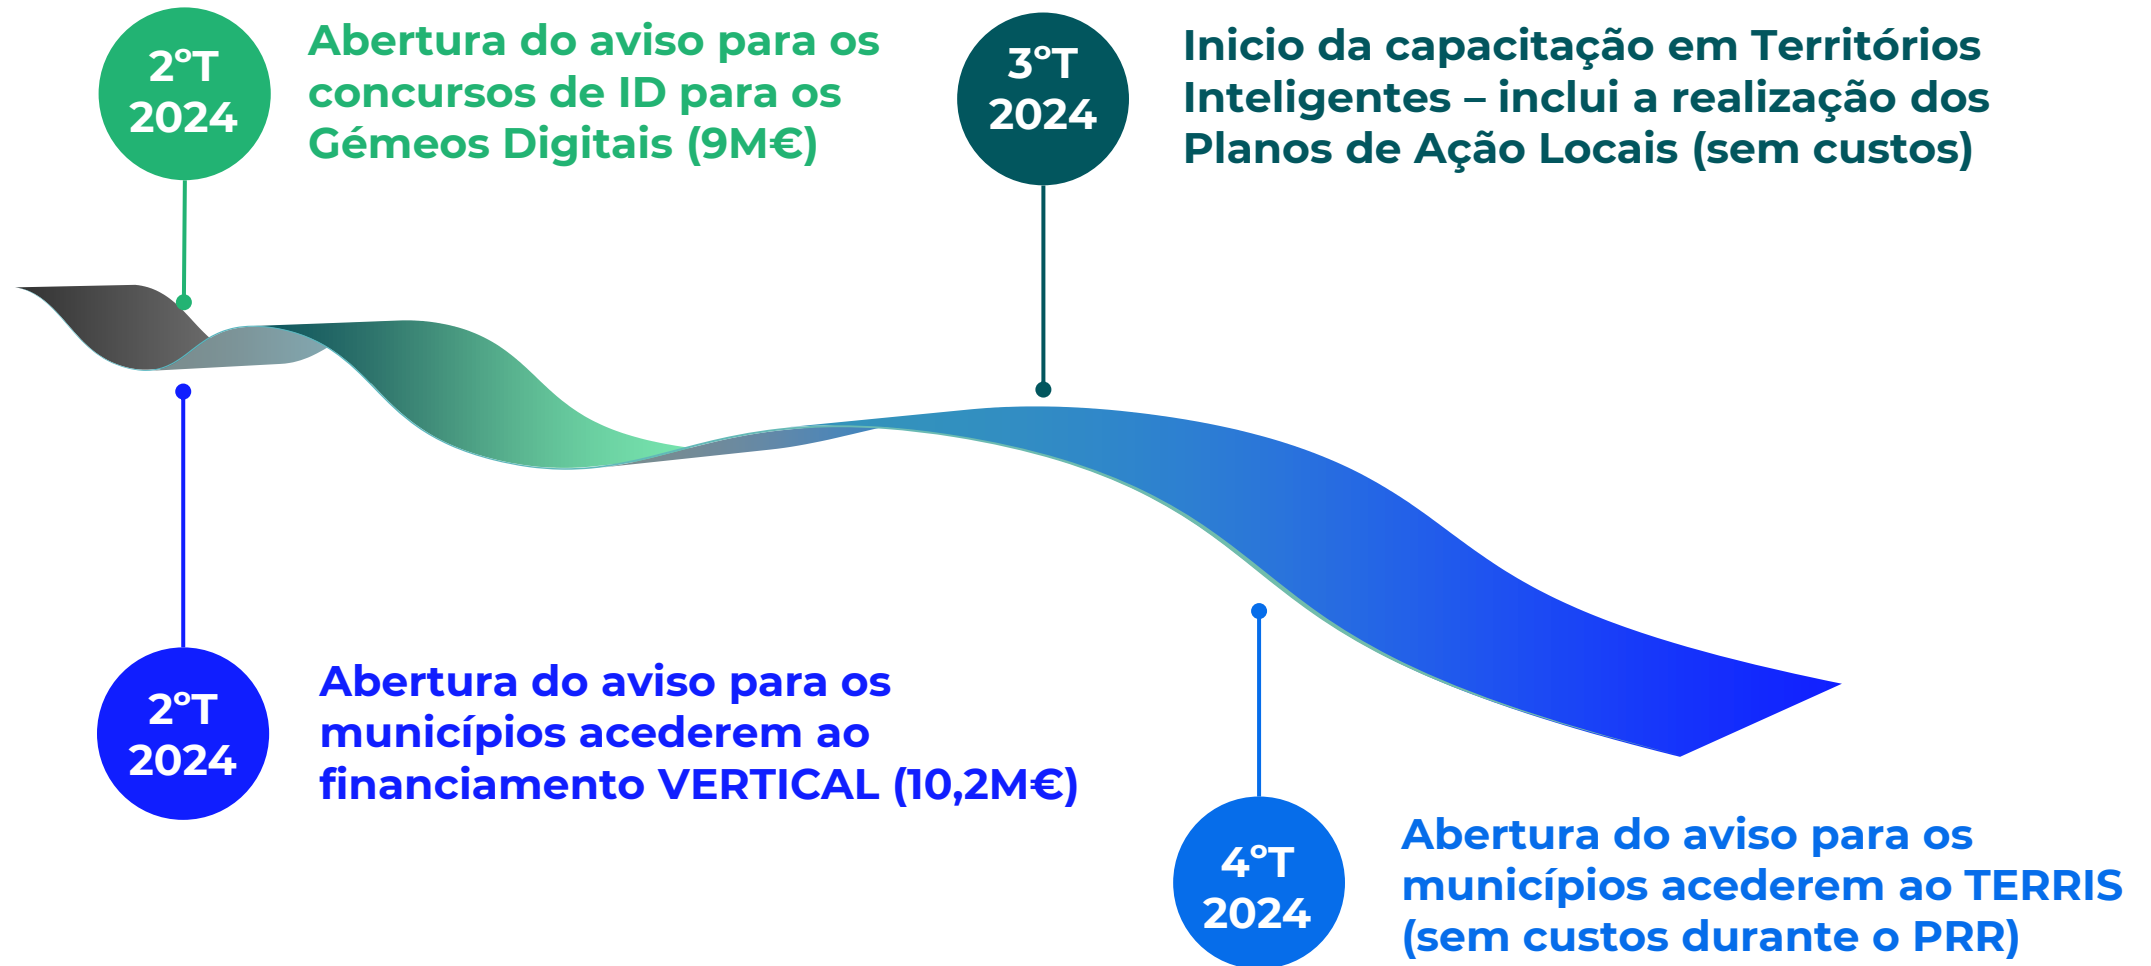 2ºT
2024
Abertura do aviso para os
concursos de ID para os
Gémeos Digitais (9M€)
3ºT
2024
Inicio da capacitação em Territórios
Inteligentes – inclui a realização dos
Planos de Ação Locais (sem custos)
2ºT
2024
Abertura do aviso para os
municípios acederem ao
financiamento VERTICAL (10,2M€)
4ºT
2024
Abertura do aviso para os
municípios acederem ao TERRIS
(sem custos durante o PRR)